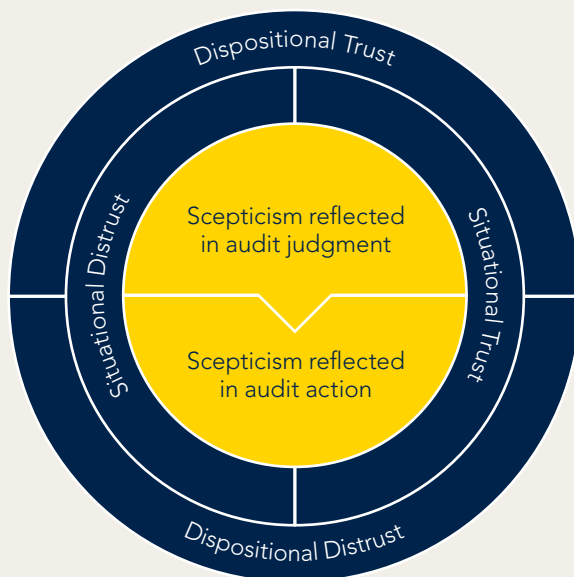 Dispositional Trust
Situational Distrust
Situational Trust
Scepticism reflected
in audit judgment
Scepticism reflected
in audit action
Dispositional Distrust